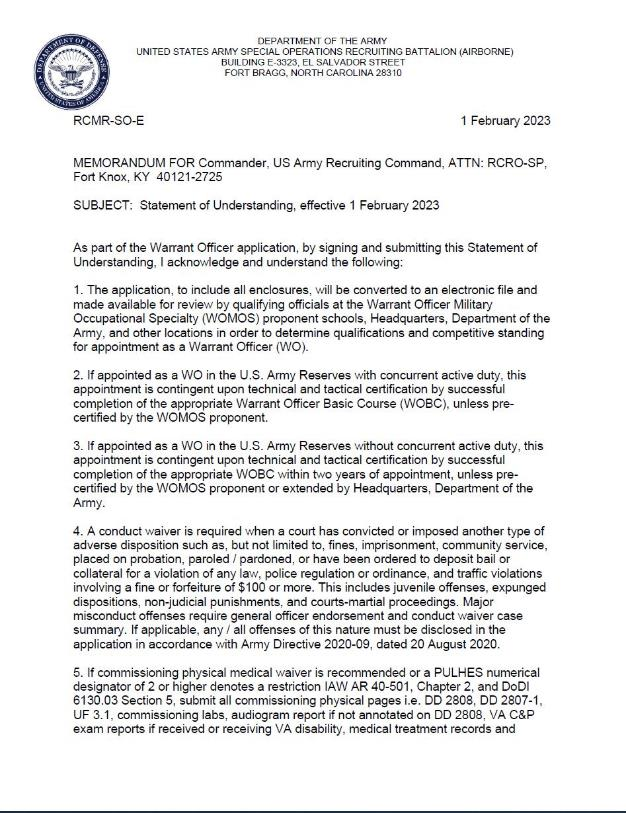 DEPARTMENT OF THE ARMY
UNITED STATES ARMY SPECIAL OPERATIONS RECRUITING BATTALION (AIRBORNE)
BUILDING E-3323, EL SALVADOR STREET
FORT BRAGG, NORTH CAROLINA 28310
DEPARTMENT OF DEFENSE
UNITED STATES OF AMERICA
RCMR-SO-E 1 February 2023
MEMORANDUM FOR Commander, US Army Recruiting Command, ATTN: RCRO-SP,
Fort Knox, KY 40121-2725
SUBJECT: Statement of Understanding, effective 1 February 2023
As part of the Warrant Officer application, by signing and submitting this Statement of
Understanding, I acknowledge and understand the following:
1. The application, to include all enclosures, will be converted to an electronic file and
made available for review by qualifying officials at the Warrant Officer Military
Occupational Specialty (WOMOS) proponent schools, Headquarters, Department of the
Army, and other locations in order to determine qualifications and competitive standing
for appointment as a Warrant Officer (WO).
2. If appointed as a WO in the U.S. Army Reserves with concurrent active duty, this
appointment is contingent upon technical and tactical certification by successful
completion of the appropriate Warrant Officer Basic Course (WOBC), unless pre-
certified by the WOMOS proponent.
3. If appointed as a WO in the U.S. Army Reserves without concurrent active duty, this
appointment is contingent upon technical and tactical certification by successful
completion of the appropriate WOBC within two years of appointment, unless pre-
certified by the WOMOS proponent or extended by Headquarters, Department of the
Army.
4. A conduct waiver is required when a court has convicted or imposed another type of
adverse disposition such as, but not limited to, fines, imprisonment, community service,
placed on probation, paroled / pardoned, or have been ordered to deposit bail or
collateral for a violation of any law, police regulation or ordinance, and traffic violations
involving a fine or forfeiture of $100 or more. This includes juvenile offenses, expunged
dispositions, non-judicial punishments, and courts-martial proceedings. Major
misconduct offenses require general officer endorsement and conduct waiver case
summary. If applicable, any / all offenses of this nature must be disclosed in the
application in accordance with Army Directive 2020-09, dated 20 August 2020.
5. If commissioning physical medical waiver is recommended or a PULHES numerical
designator of 2 or higher denotes a restriction IAW AR 40-501, Chapter 2, and DoDI
6130.03 Section 5, submit all commissioning physical pages i.e. DD 2808, DD 2807-1,
UF 3.1, commissioning labs, audiogram report if not annotated on DD 2808, VA C&P
exam reports if received or receiving VA disability, medical treatment records and